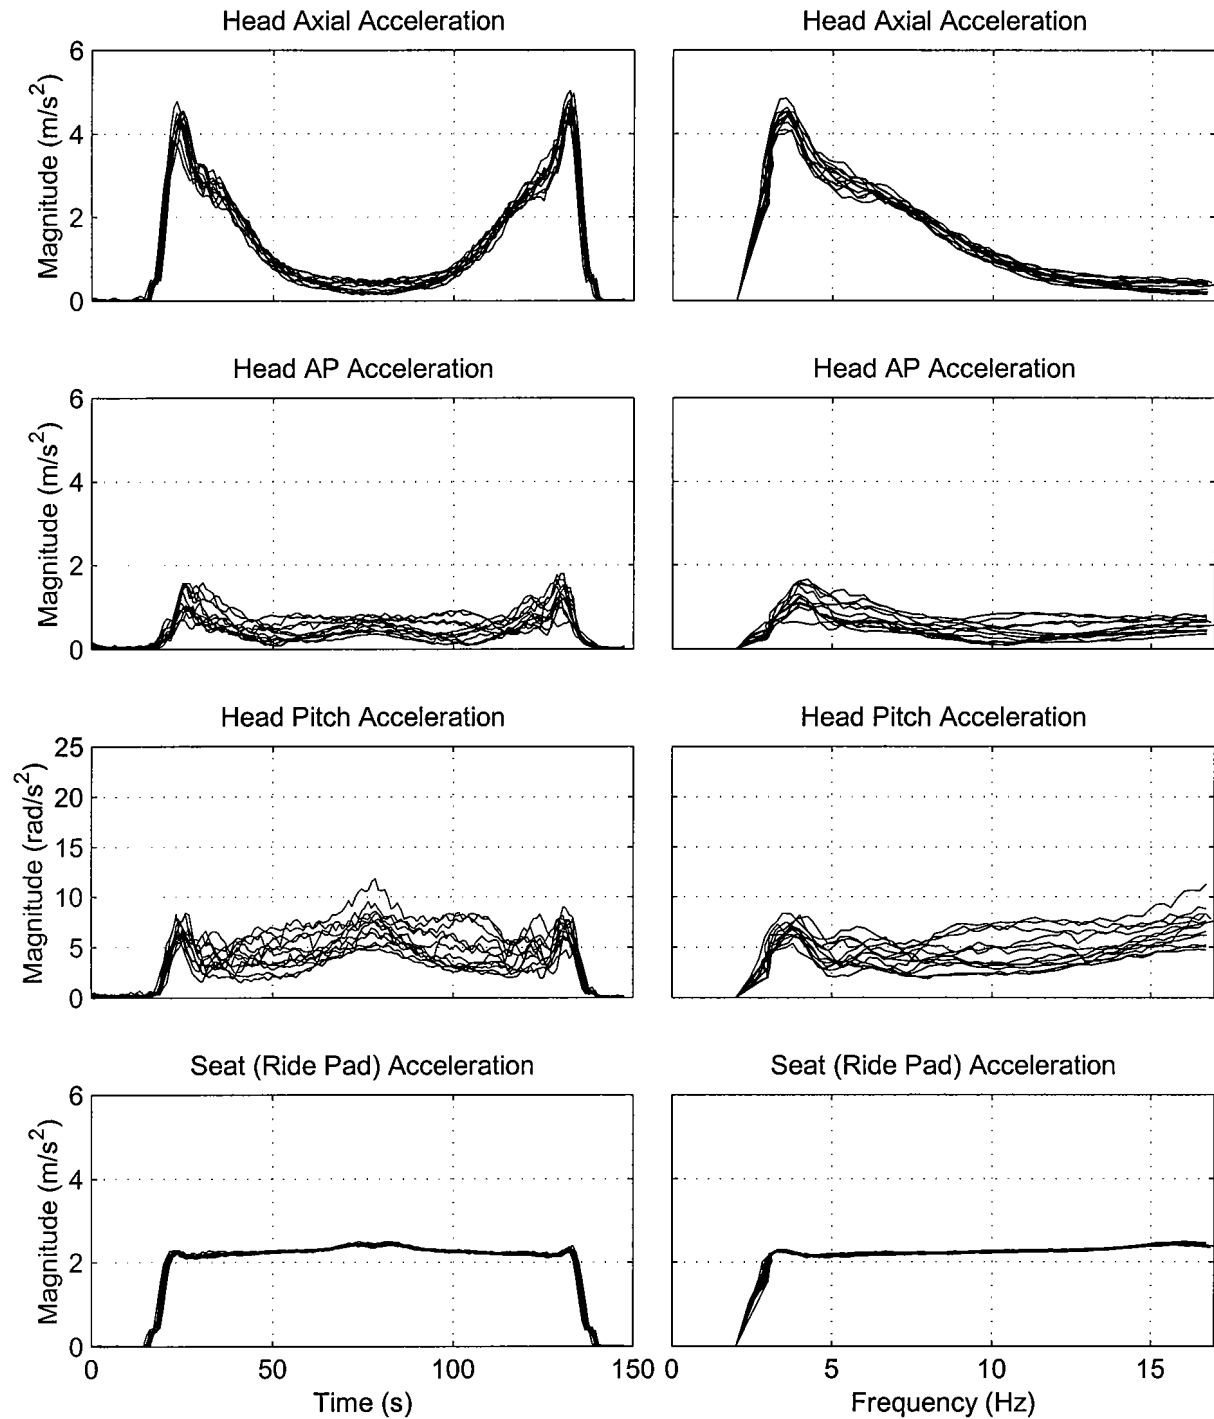 Head Axial Acceleration
Head Axial Acceleration
Magnitude (m/s²)
6
4
2
0
Head AP Acceleration
Head AP Acceleration
Magnitude (m/s²)
6
4
2
0
Head Pitch Acceleration
Head Pitch Acceleration
Magnitude (rad/s²)
25
20
15
10
5
0
Seat (Ride Pad) Acceleration
Seat (Ride Pad) Acceleration
Magnitude (m/s²)
6
4
2
0
0 50 100 150
0 5 10 15
Time (s)
Frequency (Hz)